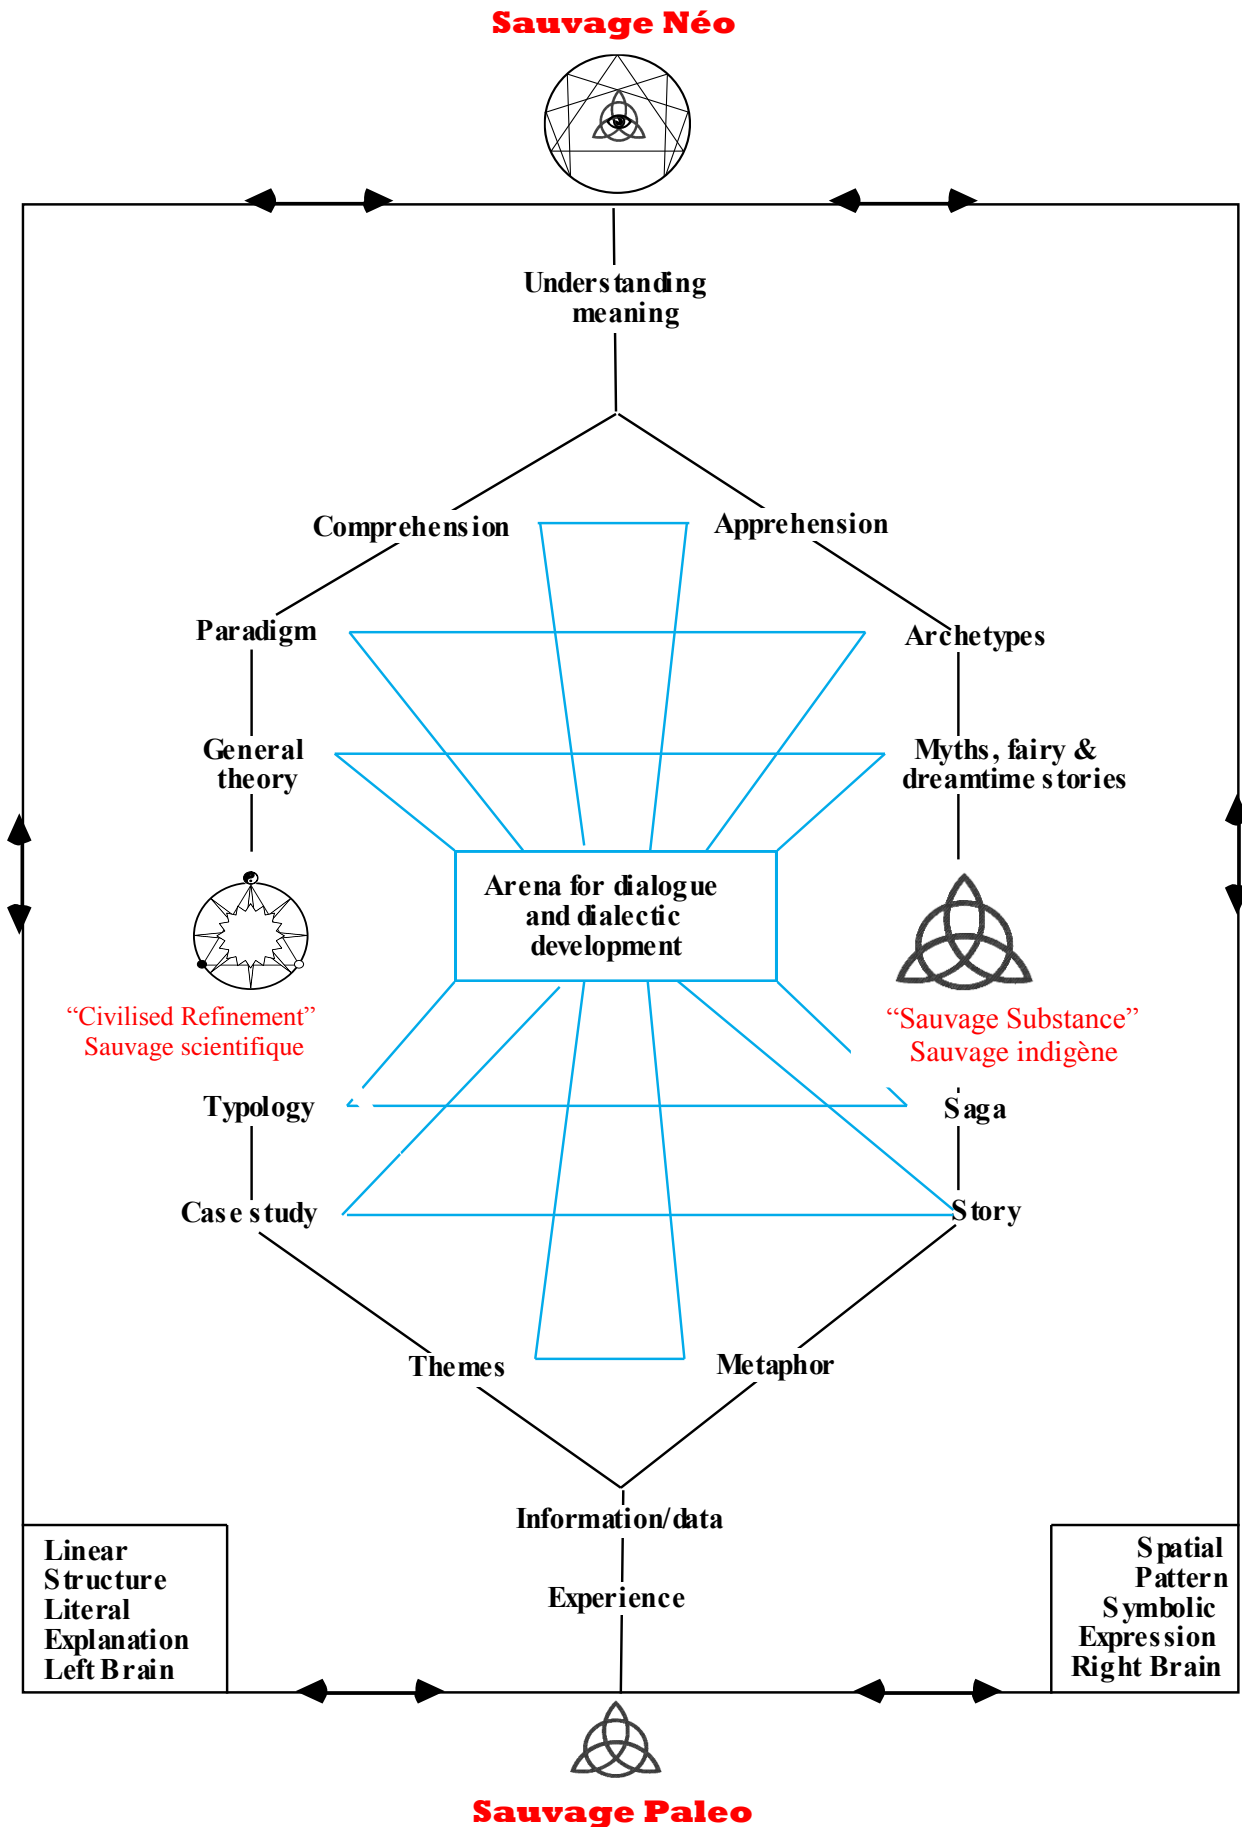 Sauvage Néo
Understanding
meaning
Comprehension
Apprehension
Paradigm
Archetypes
General
theory
Myths, fairy &
dreamtime stories
Arena for dialogue
and dialectic
development
“Civilised Refinement”
Sauvage scientifique
“Sauvage Substance”
Sauvage indigène
Typology
Saga
Case study
Story
Themes
Metaphor
Information/data
Experience
Linear
Structure
Literal
Explanation
Left Brain
Spatial
Pattern
Symbolic
Expression
Right Brain
Sauvage Paleo